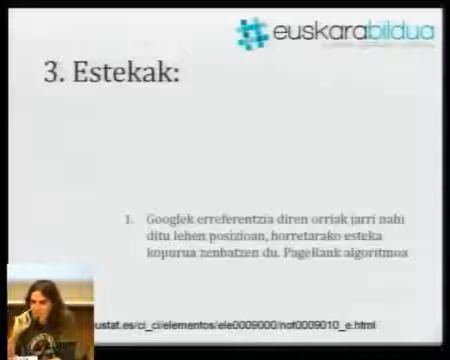 euskarabildua
3. Estekak:
1. Googlek erreferentzia diren orriak jarri nahi
ditu lehen posizioan, horretarako esteka
kopurua zenbatzen du. PageRank algoritmoa
ustat.es/ci_ci/elementos/ele0009000/not0009010_e.html